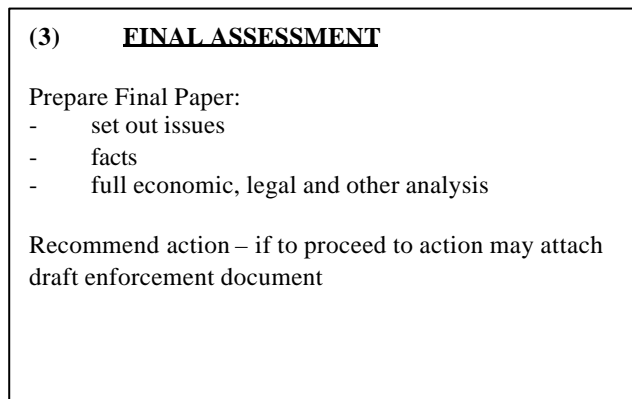 (3) FINAL ASSESSMENT
Prepare Final Paper:
- set out issues
- facts
- full economic, legal and other analysis
Recommend action – if to proceed to action may attach
draft enforcement document